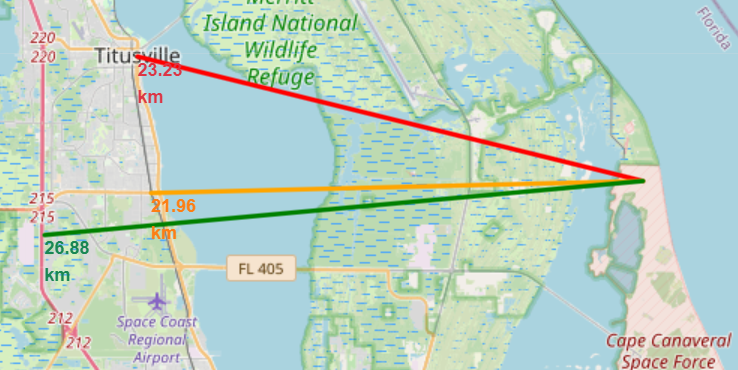 Merritt
Island National
Wildlife
Refuge
Florida
220
220
Titusville
23.23
km
215
215
21.96
km
26.88
km
FL 405
212
212
Space Coast
Regional
Airport
Cape Canaveral
Space Force